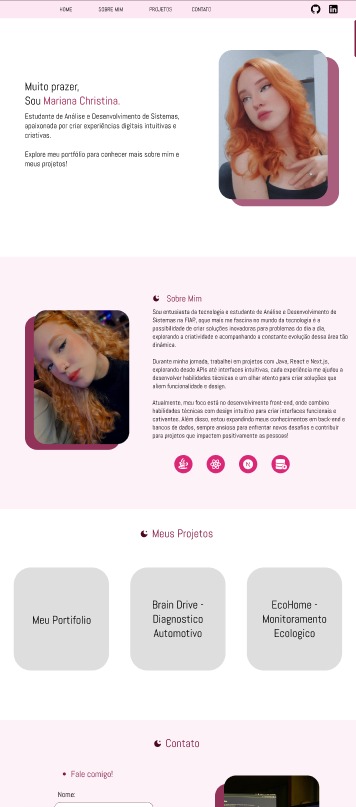 HOME SOBRE MIM PROJETOS CONTATO
Muito prazer,
Sou Mariana Christina.
Estudante de Análise e Desenvolvimento de Sistemas,
apaixonada por criar experiências digitais intuitivas e
criativas.
Explore meu portfólio para conhecer mais sobre mim e
meus projetos!
Sobre Mim
Sou entusiasta da tecnologia e estudante de Análise e Desenvolvimento de
Sistemas na FIAP, oque mais me fascina no mundo da tecnologia é a
possibilidade de criar soluções inovadoras para problemas do dia a dia,
explorando a criatividade e acompanhando a constante evolução dessa área tão
dinâmica.
Durante minha jornada, trabalhei em projetos com Java, React e Next.js,
explorando desde APIs até interfaces intuitivas, cada experiência me ajudou a
desenvolver habilidades técnicas e um olhar atento para criar soluções que
aliem funcionalidade e design.
Atualmente, meu foco está no desenvolvimento front-end, onde combino
habilidades técnicas com design intuitivo para criar interfaces funcionais e
cativantes. Além disso, estou expandindo meus conhecimentos em back-end e
bancos de dados, sempre ansiosa para enfrentar novos desafios e contribuir
para projetos que impactem positivamente as pessoas!
Meus Projetos
Meu Portifolio
Brain Drive -
Diagnostico
Automotivo
EcoHome -
Monitoramento
Ecologico
Contato
Fale comigo!
Nome: